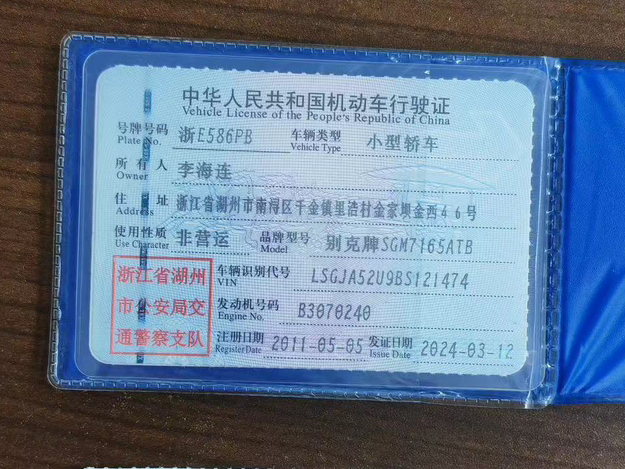 中华人民共和国机动车行驶证
Vehicle License of the People's Republic of China
号牌号码 浙E586PB 车辆类型 小型轿车
Plate No. Vehicle Type
所有人 李海连
Owner
住址 浙江省湖州市南浔区千金镇里浩村金家坝金西46号
Address
使用性质 非营运 品牌型号 别克牌SGM7165ATB
Use Character Model
浙江省湖州
市公安局交
通警察支队
车辆识别代号 LSGJA52U9BS121474
VIN
发动机号码 B3070240
Engine No.
注册日期 2011-05-05 发证日期 2024-03-12
Register Date Issue Date